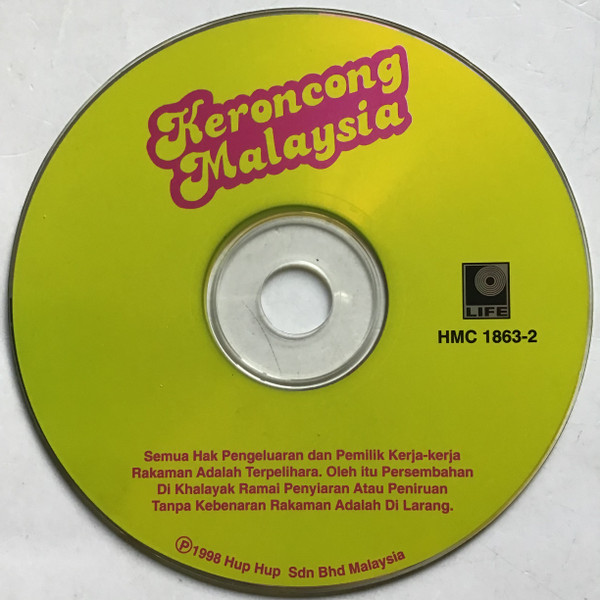 Keroncong
Malaysia
LIFE
HMC 1863-2
Semua Hak Pengeluaran dan Pemilik Kerja-kerja
Rakaman Adalah Terpelihara. Oleh itu Persembahan
Di Khalayak Ramai Penyiaran Atau Peniruan
Tanpa Kebenaran Rakaman Adalah Di Larang.
Ⓟ1998 Hup Hup Sdn Bhd Malaysia